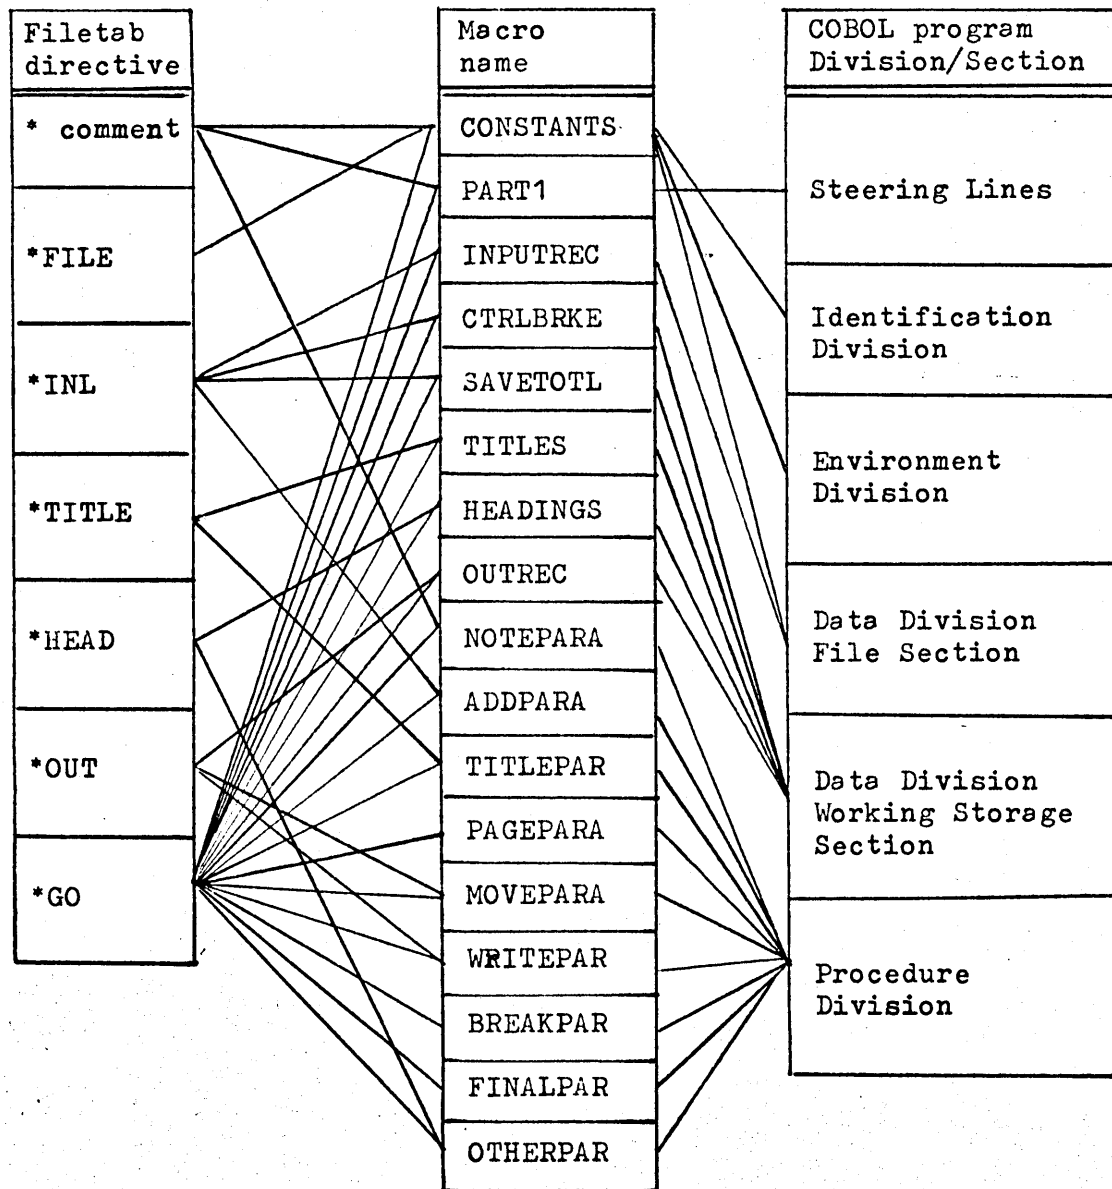 Filetab
directive
* comment
*FILE
*INL
*TITLE
*HEAD
*OUT
*GO
Macro
name
CONSTANTS
PART1
INPUTREC
CTRLBRKE
SAVETOTL
TITLES
HEADINGS
OUTREC
NOTEPARA
ADDPARA
TITLEPAR
PAGEPARA
MOVEPARA
WRITEPAR
BREAKPAR
FINALPAR
OTHERPAR
COBOL program
Division/Section
Steering Lines
Identification
Division
Environment
Division
Data Division
File Section
Data Division
Working Storage
Section
Procedure
Division